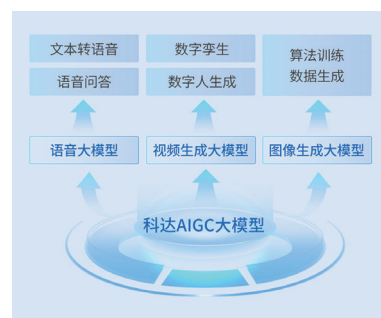 文本转语音
数字孪生
算法训练
数据生成
语音问答
数字人生成
语音大模型
视频生成大模型
图像生成大模型
科达AIGC大模型